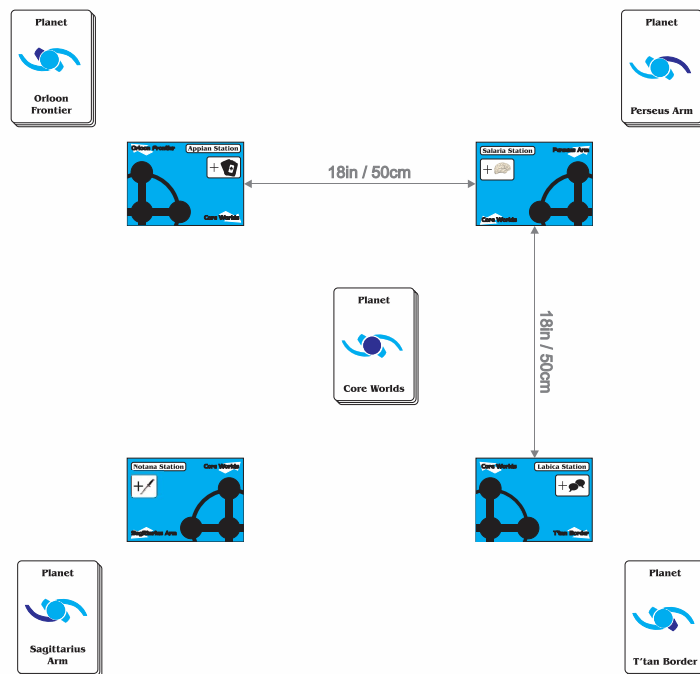 Planet
Orloon
Frontier
Planet
Perseus Arm
Orloon Frontier
Appian Station
+
Core Worlds
18in / 50cm
Salaria Station
Perseus Arm
+
Core Worlds
18in / 50cm
Planet
Core Worlds
Notana Station
Core Worlds
+
Sagittarius Arm
Core Worlds
Labica Station
+
T'tan Border
Planet
Sagittarius
Arm
Planet
T'tan Border